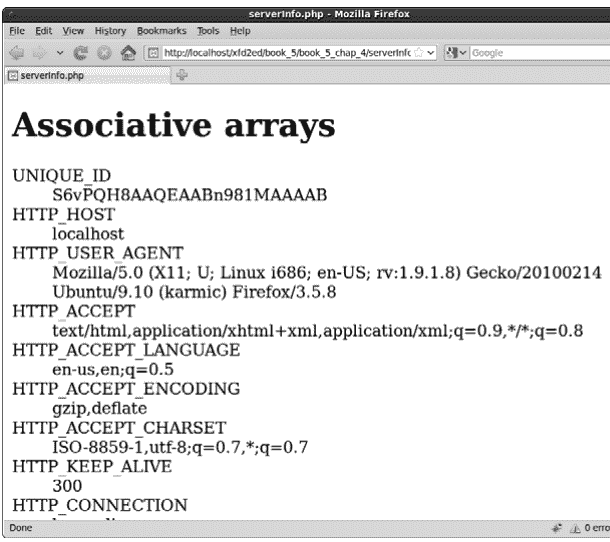 serverInfo.php - Mozilla Firefox
File Edit View History Bookmarks Tools Help
http://localhost/xfd2ed/book_5/book_5_chap_4/serverInfo
Google
serverInfo.php
Associative arrays
UNIQUE_ID
S6vPQH8AAQEAABn981MAAAAB
HTTP_HOST
localhost
HTTP_USER_AGENT
Mozilla/5.0 (X11; U; Linux i686; en-US; rv:1.9.1.8) Gecko/20100214
Ubuntu/9.10 (karmic) Firefox/3.5.8
HTTP_ACCEPT
text/html,application/xhtml+xml,application/xml;q=0.9,*/*;q=0.8
HTTP_ACCEPT_LANGUAGE
en-us,en;q=0.5
HTTP_ACCEPT_ENCODING
gzip,deflate
HTTP_ACCEPT_CHARSET
ISO-8859-1,utf-8;q=0.7,*;q=0.7
HTTP_KEEP_ALIVE
300
HTTP_CONNECTION
Done
0 erro